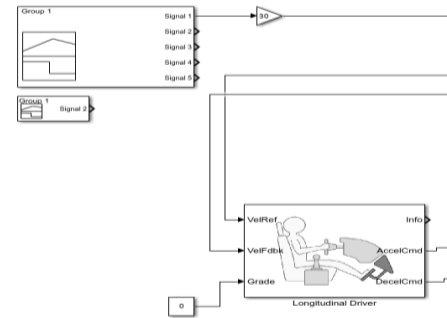 Group 1
Signal 1
Signal 2
Signal 3
Signal 4
Signal 5
30
Group 1
Signal 2
VelRef
Info
VelFdbk
AccelCmd
Grade
DecelCmd
0
Longitudinal Driver